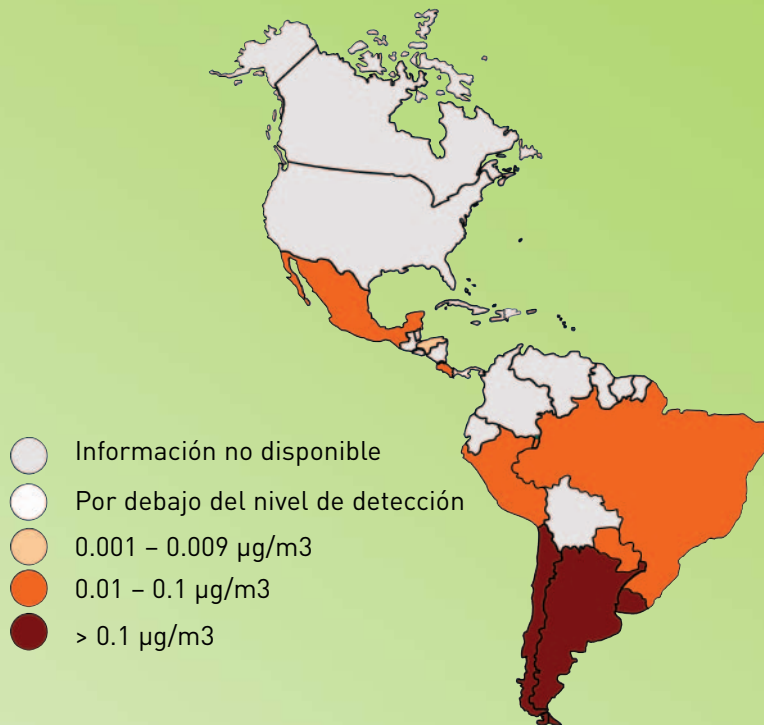 Información no disponible
Por debajo del nivel de detección
0.001 – 0.009 µg/m3
0.01 – 0.1 µg/m3
> 0.1 µg/m3